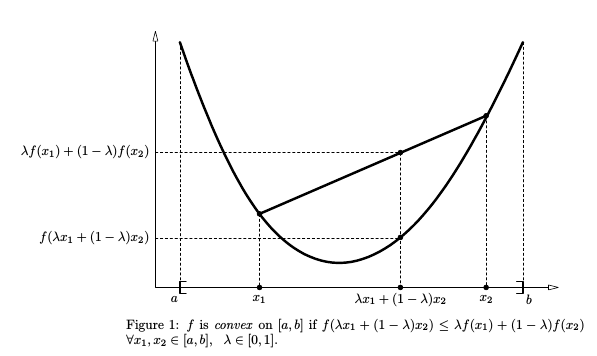 λf(x₁) + (1 − λ)f(x₂)
f(λx₁ + (1 − λ)x₂)
a
x₁
λx₁ + (1 − λ)x₂
x₂
b
Figure 1: f is convex on [a, b] if f(λx₁ + (1 − λ)x₂) ≤ λf(x₁) + (1 − λ)f(x₂)
∀x₁, x₂ ∈ [a, b], λ ∈ [0, 1].